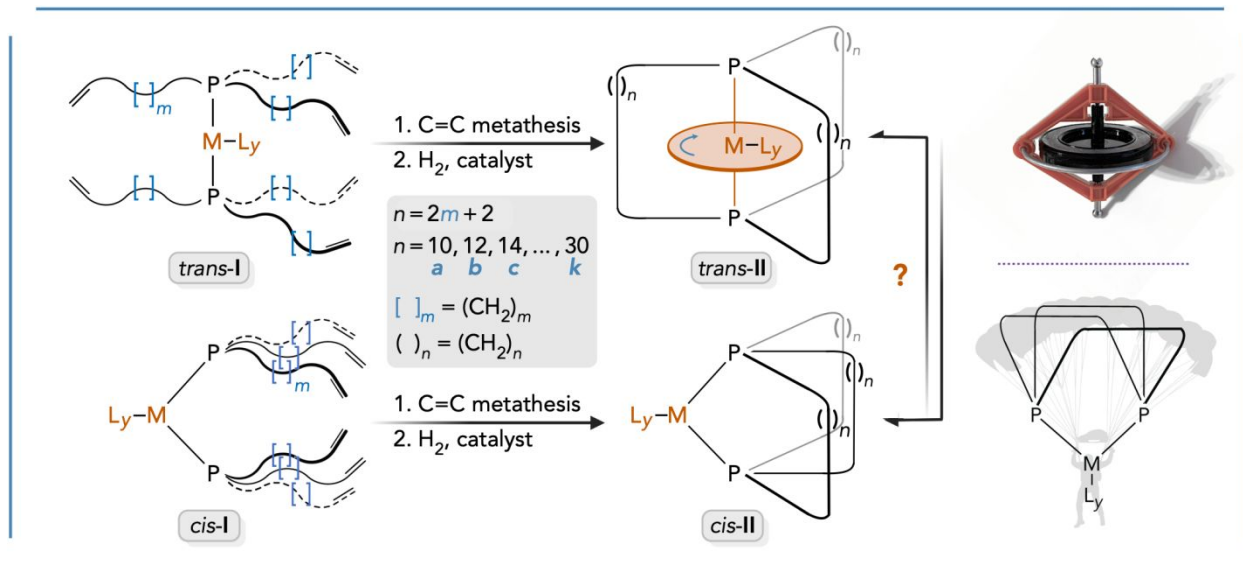 P
[ ]
[ ]m
[ ]
M–Ly
1. C=C metathesis
2. H2, catalyst
[ ]
[ ]
P
[ ]
trans-I
n = 2m + 2
n = 10, 12, 14, ... , 30
a b c k
[ ]m = (CH2)m
( )n = (CH2)n
( )n
P
( )n
( )n
M–Ly
P
trans-II
?
[ ]
P
[ ]
[ ]m
Ly–M
1. C=C metathesis
2. H2, catalyst
[ ]
[ ]
P
[ ]
cis-I
( )n
P
( )n
Ly–M
( )n
P
cis-II
P P
M
Ly